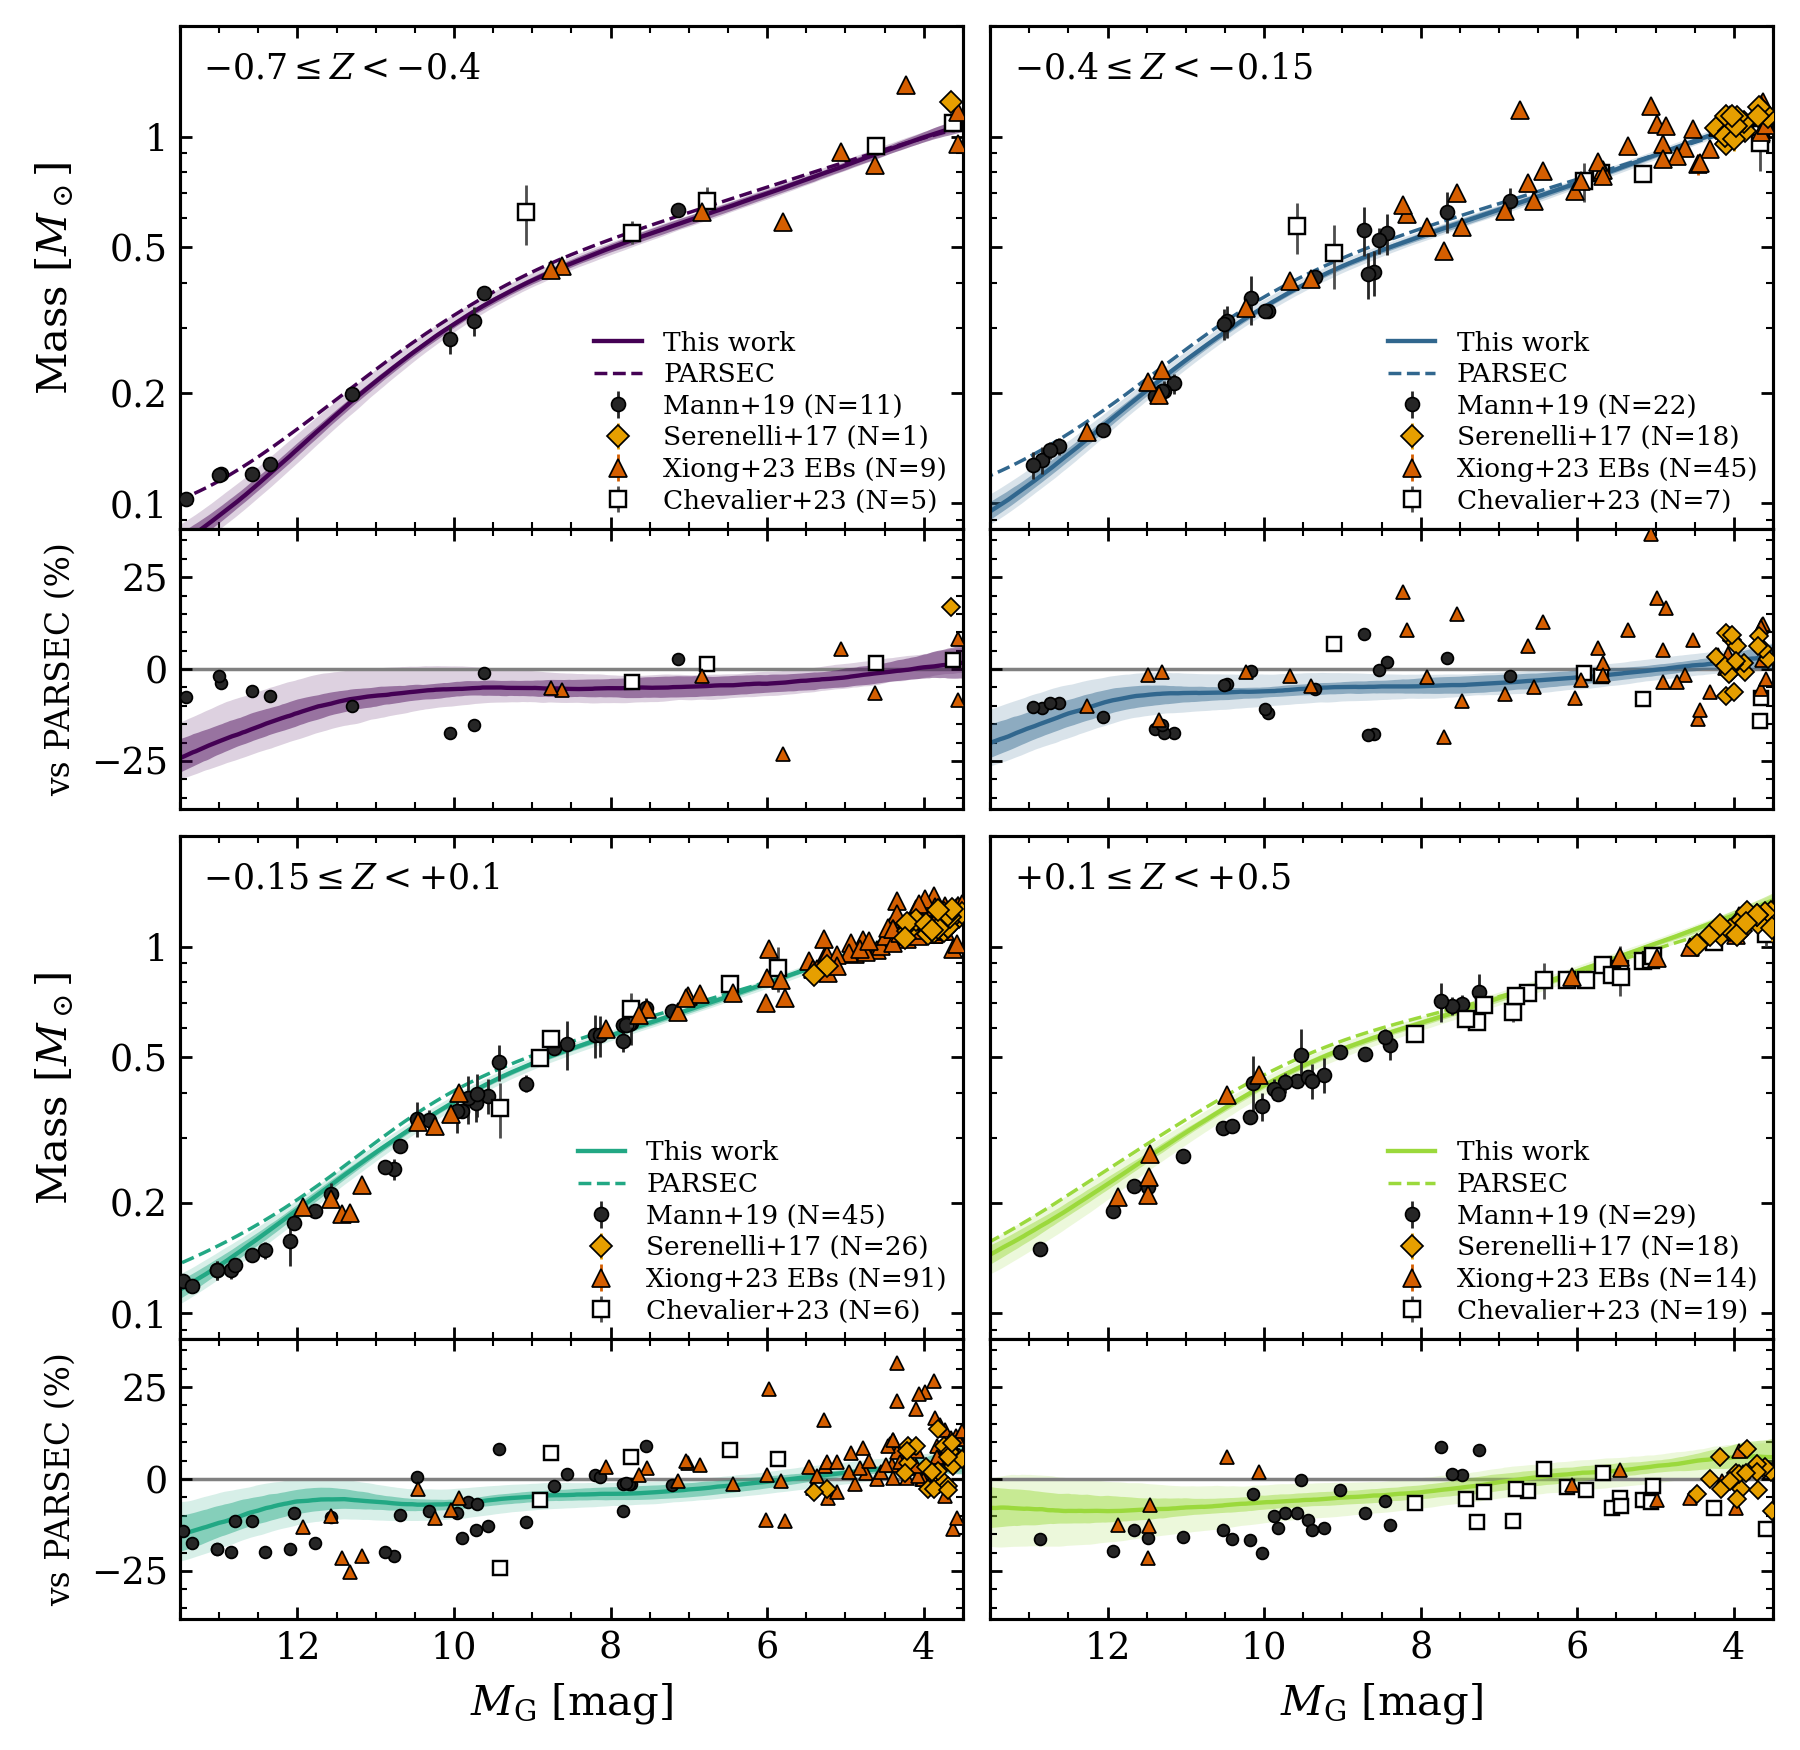 −0.7 ≤ Z < −0.4
Mass [M⊙]
1
0.5
0.2
0.1
This work
PARSEC
Mann+19 (N=11)
Serenelli+17 (N=1)
Xiong+23 EBs (N=9)
Chevalier+23 (N=5)
−0.4 ≤ Z < −0.15
This work
PARSEC
Mann+19 (N=22)
Serenelli+17 (N=18)
Xiong+23 EBs (N=45)
Chevalier+23 (N=7)
vs PARSEC (%)
25
0
−25
−0.15 ≤ Z < +0.1
Mass [M⊙]
1
0.5
0.2
0.1
This work
PARSEC
Mann+19 (N=45)
Serenelli+17 (N=26)
Xiong+23 EBs (N=91)
Chevalier+23 (N=6)
+0.1 ≤ Z < +0.5
This work
PARSEC
Mann+19 (N=29)
Serenelli+17 (N=18)
Xiong+23 EBs (N=14)
Chevalier+23 (N=19)
vs PARSEC (%)
25
0
−25
12 10 8 6 4
M_G [mag]
12 10 8 6 4
M_G [mag]